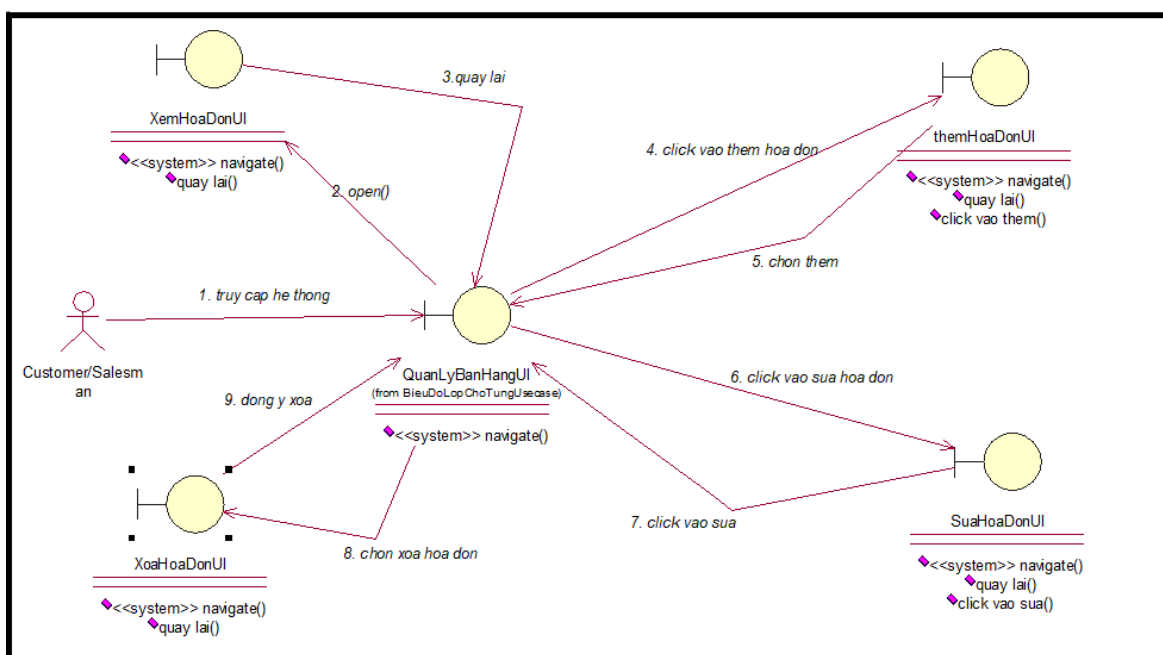 3.quay lai
XemHoaDonUI
<<system>> navigate()
quay lai()
2. open()
4. click vao them hoa don
themHoaDonUI
<<system>> navigate()
quay lai()
click vao them()
5. chon them
1. truy cap he thong
Customer/Salesm
an
QuanLyBanHangUI
(from BieuDoLopChoTungUsecase)
<<system>> navigate()
6. click vao sua hoa don
7. click vao sua
SuaHoaDonUI
<<system>> navigate()
quay lai()
click vao sua()
9. dong y xoa
8. chon xoa hoa don
XoaHoaDonUI
<<system>> navigate()
quay lai()